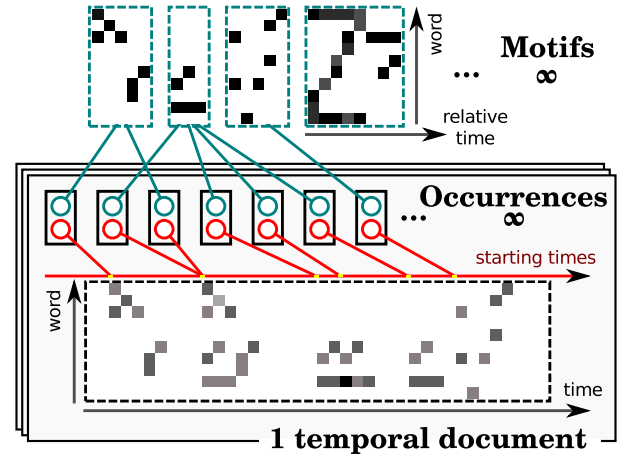 word
Motifs
...
∞
relative
time
Occurrences
...
∞
starting times
word
time
1 temporal document